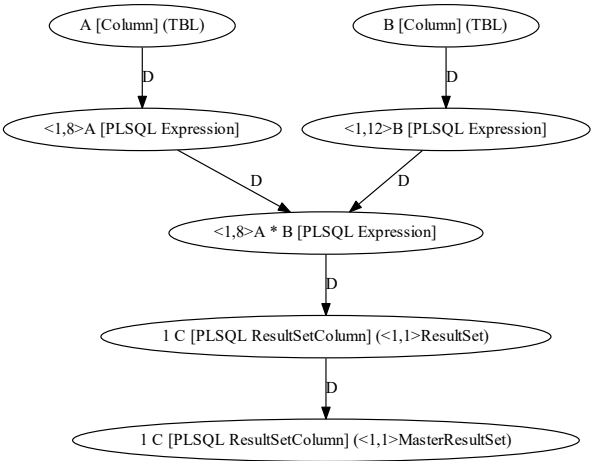 A [Column] (TBL)
B [Column] (TBL)
D
D
<1,8>A [PLSQL Expression]
<1,12>B [PLSQL Expression]
D
D
<1,8>A * B [PLSQL Expression]
D
1 C [PLSQL ResultSetColumn] (<1,1>ResultSet)
D
1 C [PLSQL ResultSetColumn] (<1,1>MasterResultSet)